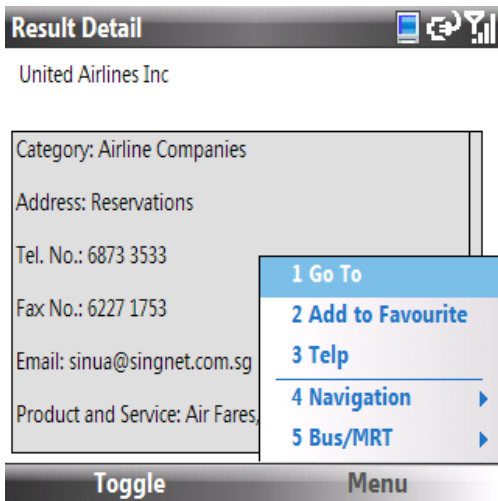 Result Detail
United Airlines Inc
Category: Airline Companies
Address: Reservations
Tel. No.: 6873 3533
Fax No.: 6227 1753
Email: sinua@singnet.com.sg
Product and Service: Air Fares,
1 Go To
2 Add to Favourite
3 Telp
4 Navigation
5 Bus/MRT
Toggle
Menu